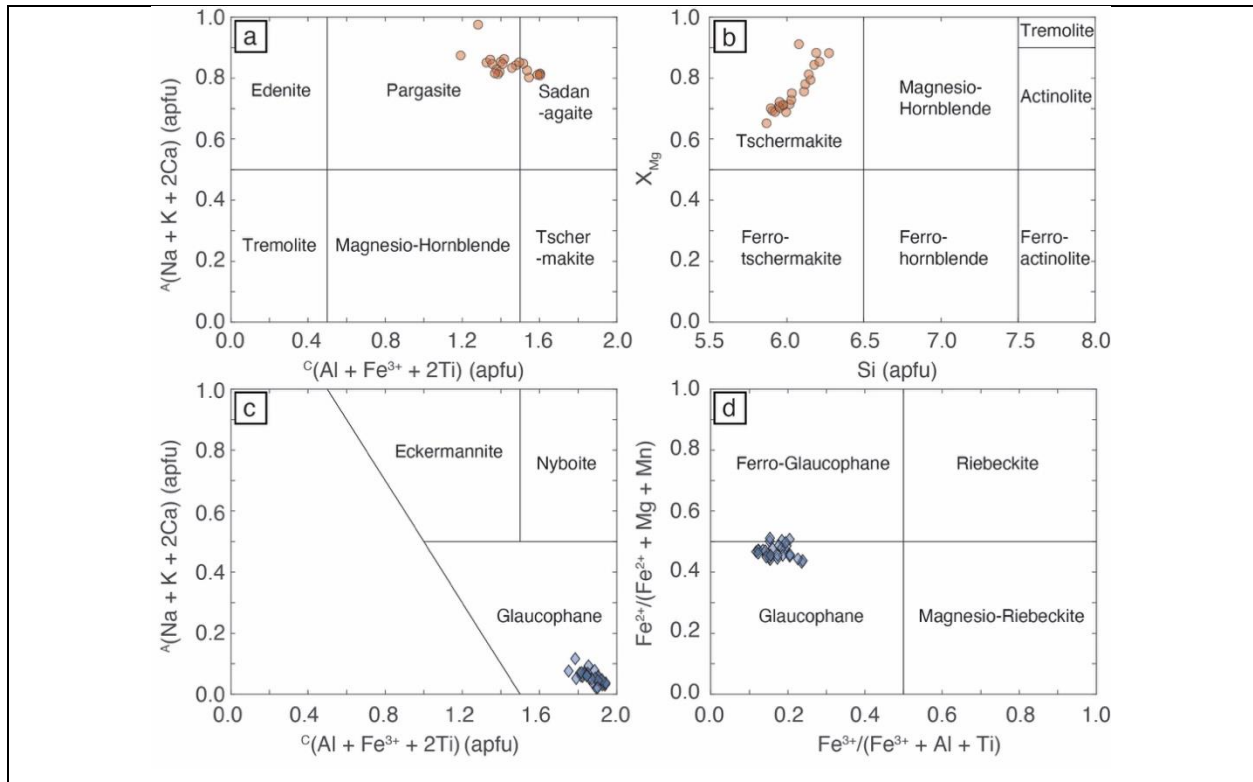 a
Edenite
Pargasite
Sadan
-agaite
Tremolite
Magnesio-Hornblende
Tscher
-makite
1.0
0.8
0.6
0.4
0.2
0.0
ᴬ(Na + K + 2Ca) (apfu)
0.0 0.4 0.8 1.2 1.6 2.0
ꟲ(Al + Fe³⁺ + 2Ti) (apfu)
b
Tremolite
Magnesio-
Hornblende
Actinolite
Tschermakite
Ferro-
tschermakite
Ferro-
hornblende
Ferro-
actinolite
1.0
0.8
0.6
0.4
0.2
0.0
X_Mg
5.5 6.0 6.5 7.0 7.5 8.0
Si (apfu)
c
Eckermannite
Nyboite
Glaucophane
1.0
0.8
0.6
0.4
0.2
0.0
ᴬ(Na + K + 2Ca) (apfu)
0.0 0.4 0.8 1.2 1.6 2.0
ꟲ(Al + Fe³⁺ + 2Ti) (apfu)
d
Ferro-Glaucophane
Riebeckite
Glaucophane
Magnesio-Riebeckite
1.0
0.8
0.6
0.4
0.2
0.0
Fe²⁺/(Fe²⁺ + Mg + Mn)
0.0 0.2 0.4 0.6 0.8 1.0
Fe³⁺/(Fe³⁺ + Al + Ti)